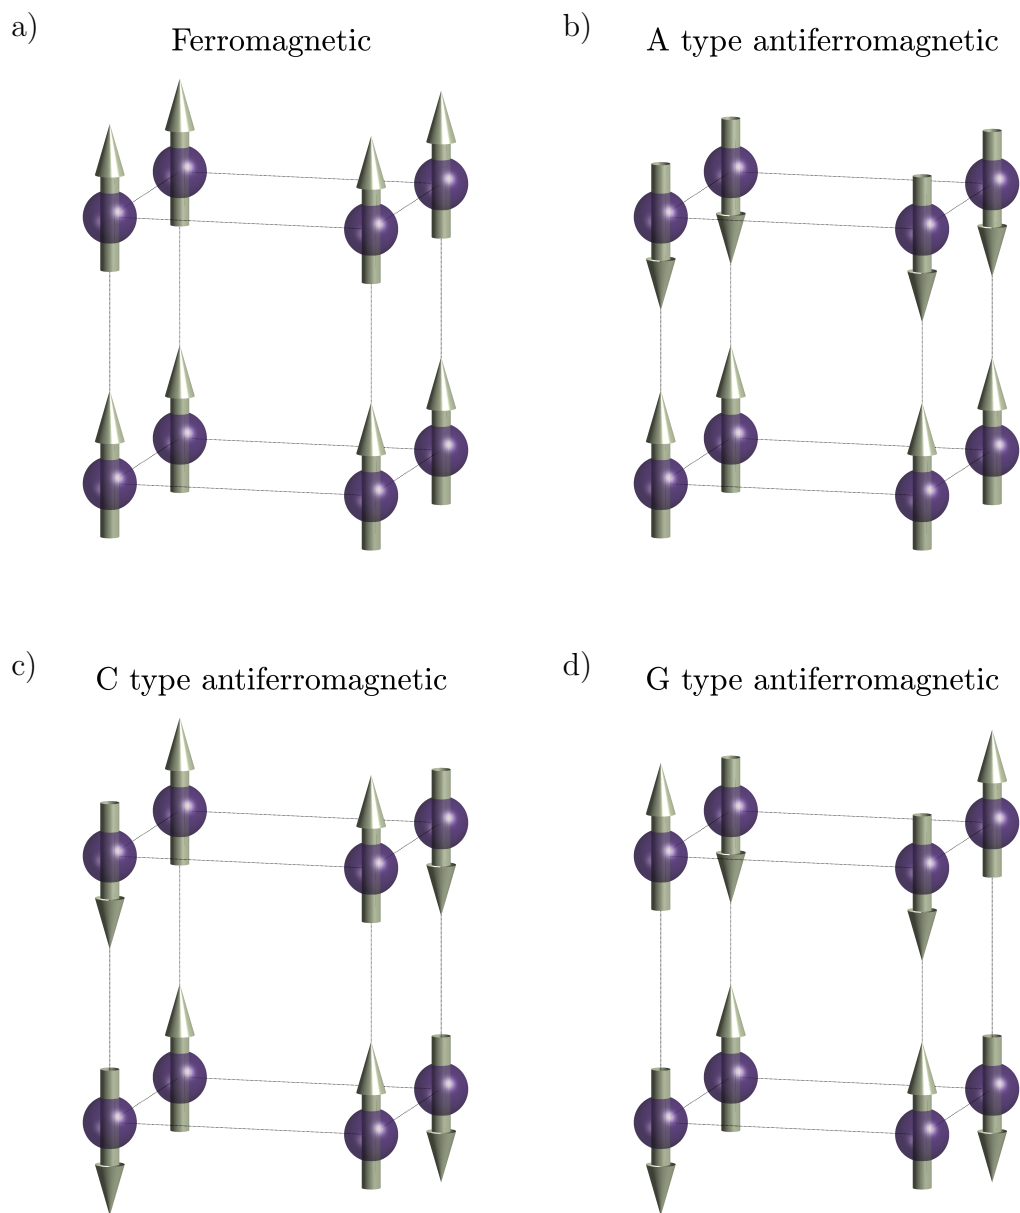 a)
Ferromagnetic
b)
A type antiferromagnetic
c)
C type antiferromagnetic
d)
G type antiferromagnetic